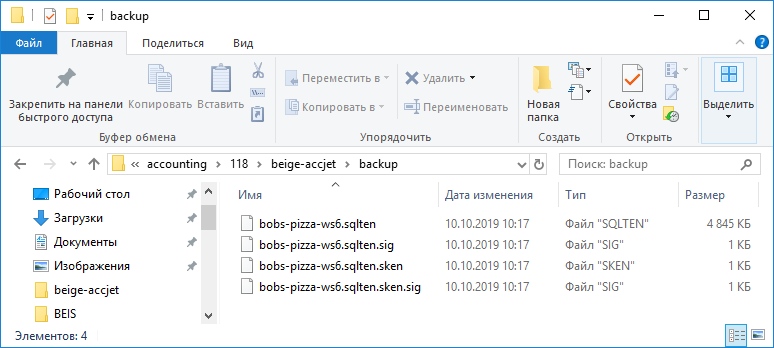 backup
Файл Главная Поделиться Вид
Закрепить на панели быстрого доступа
Копировать
Вставить
Буфер обмена
Переместить в
Копировать в
Удалить
Переименовать
Упорядочить
Новая папка
Создать
Свойства
Открыть
Выделить
« accounting 118 beige-accjet backup
Поиск: backup
Рабочий стол
Загрузки
Документы
Изображения
beige-accjet
BEIS
Имя Дата изменения Тип Размер
bobs-pizza-ws6.sqlten 10.10.2019 10:17 Файл "SQLTEN" 4 845 КБ
bobs-pizza-ws6.sqlten.sig 10.10.2019 10:17 Файл "SIG" 1 КБ
bobs-pizza-ws6.sqlten.sken 10.10.2019 10:17 Файл "SKEN" 1 КБ
bobs-pizza-ws6.sqlten.sken.sig 10.10.2019 10:17 Файл "SIG" 1 КБ
Элементов: 4